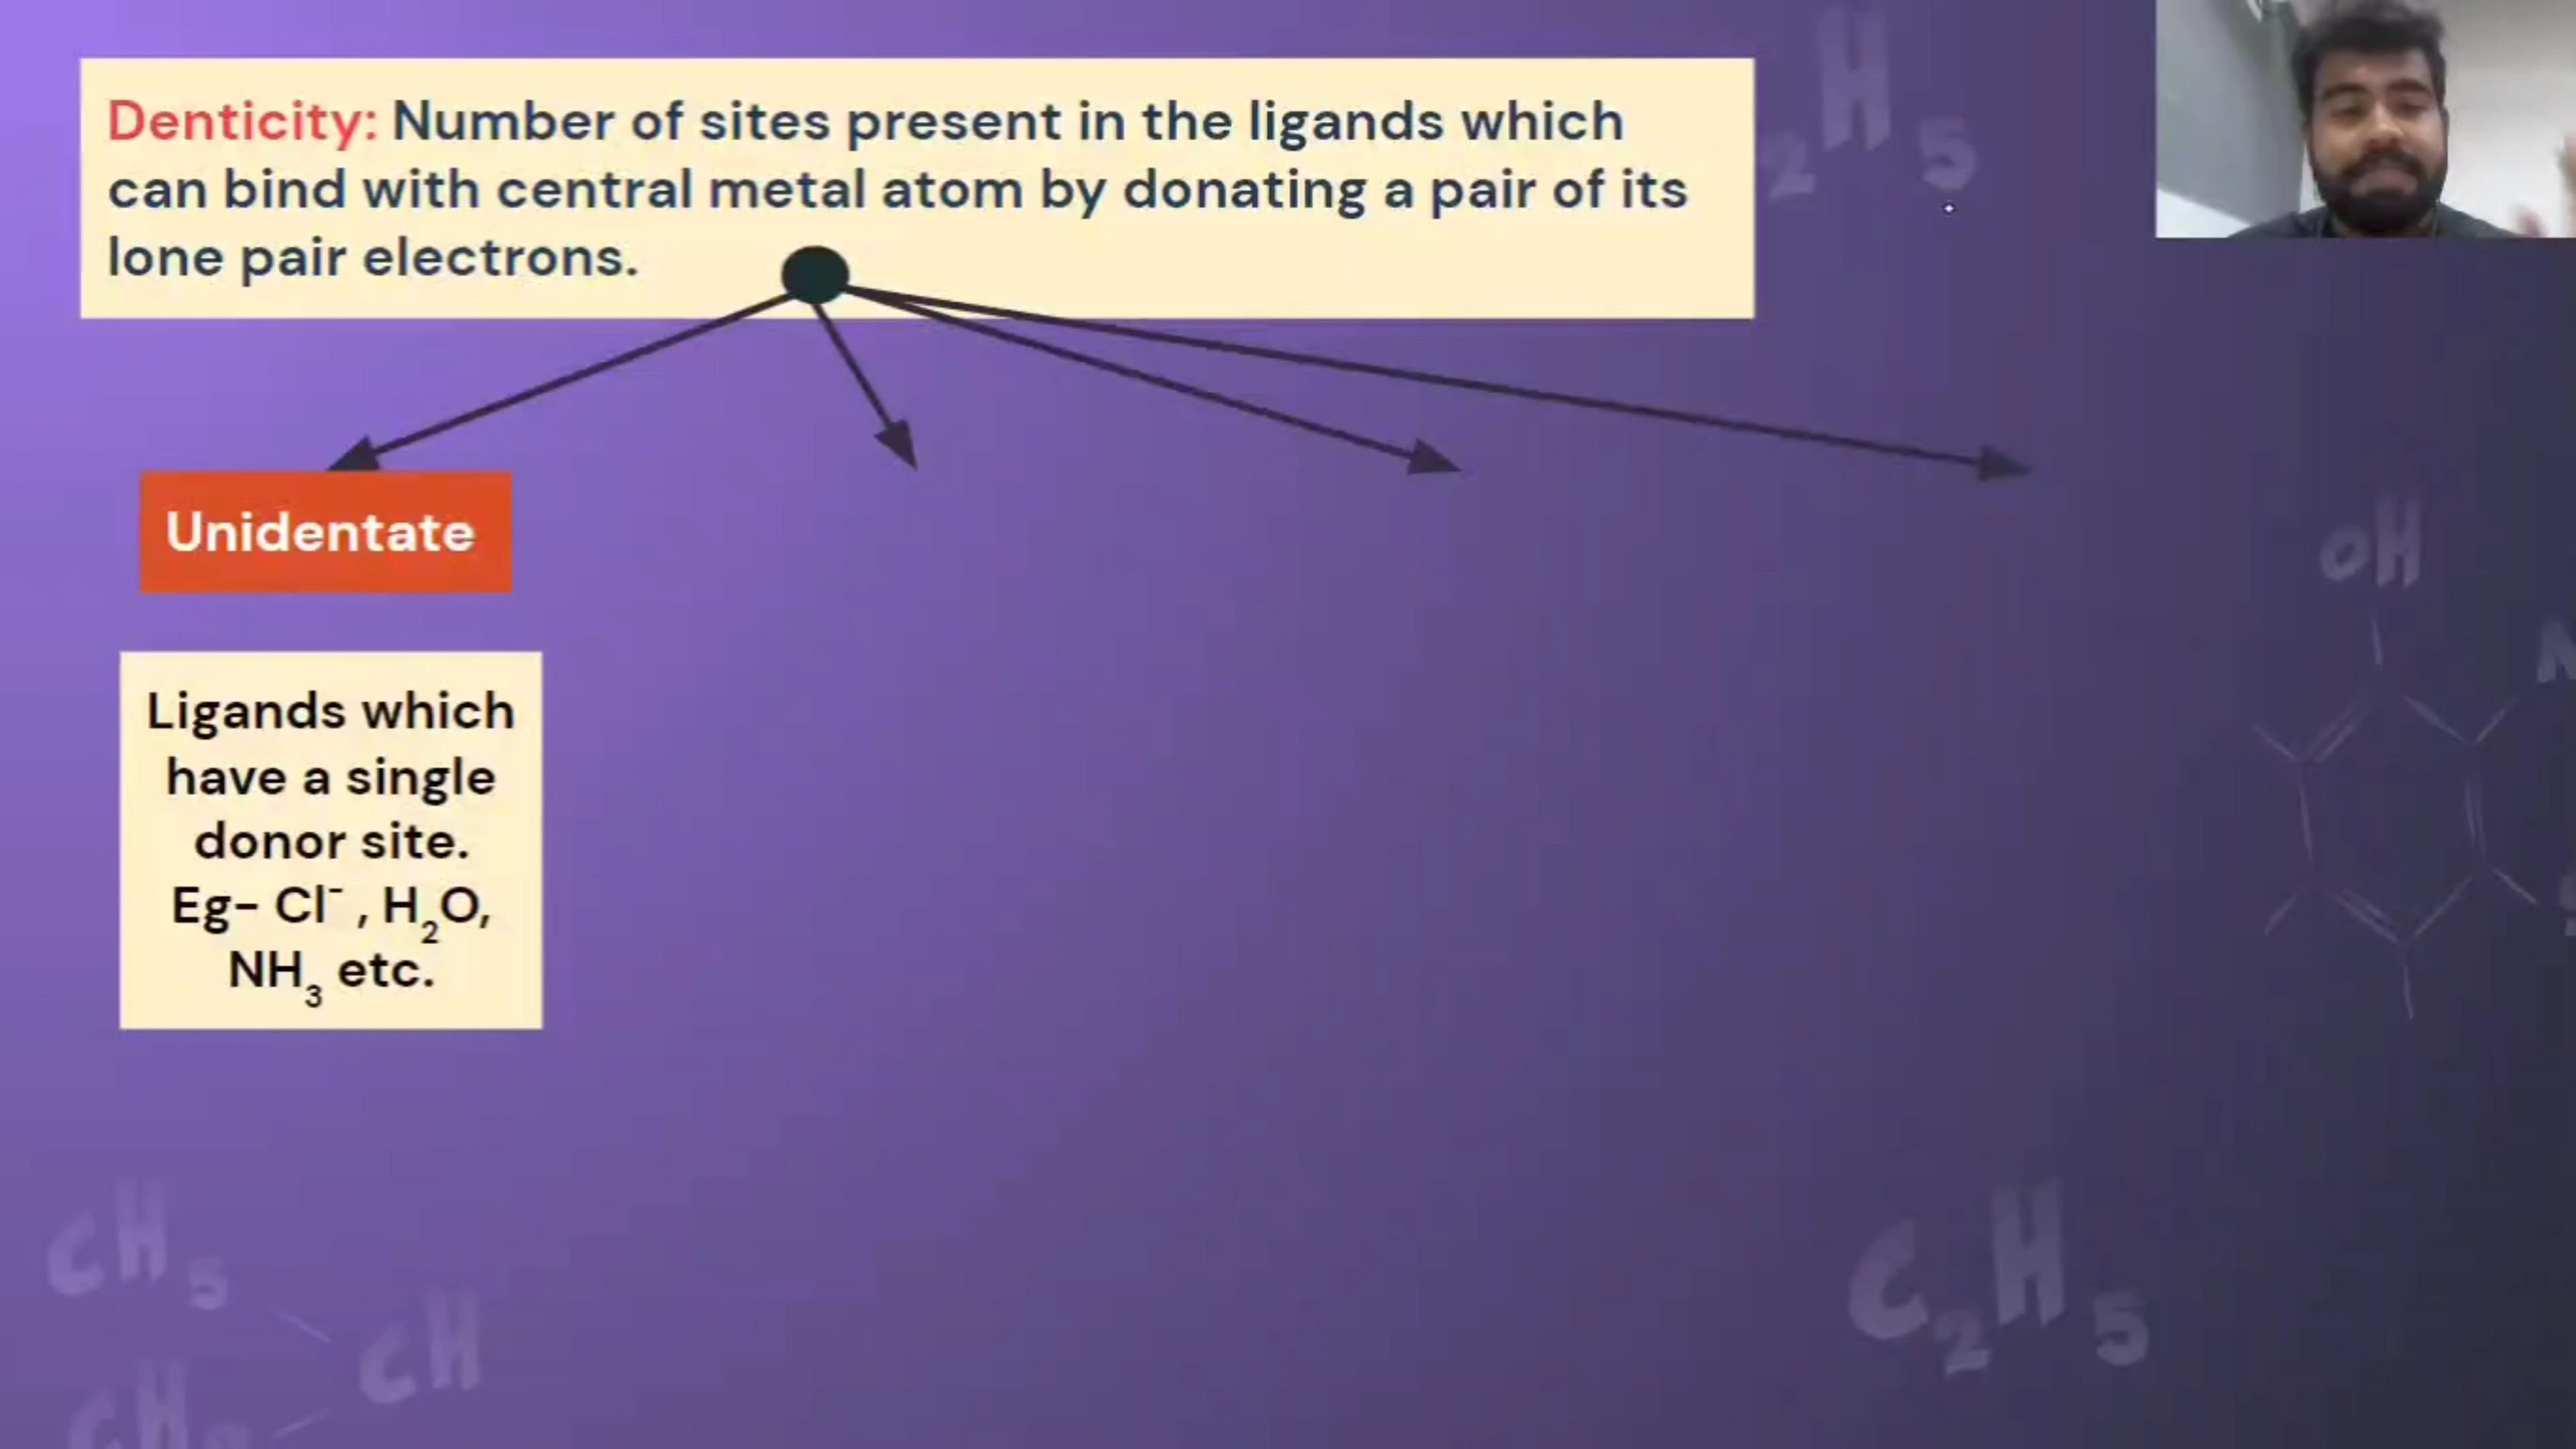 Denticity: Number of sites present in the ligands which
can bind with central metal atom by donating a pair of its
lone pair electrons.
Unidentate
Ligands which
have a single
donor site.
Eg- Cl⁻ , H₂O,
NH₃ etc.
₂H₅
OH
CH₅
CH
C₂H₅